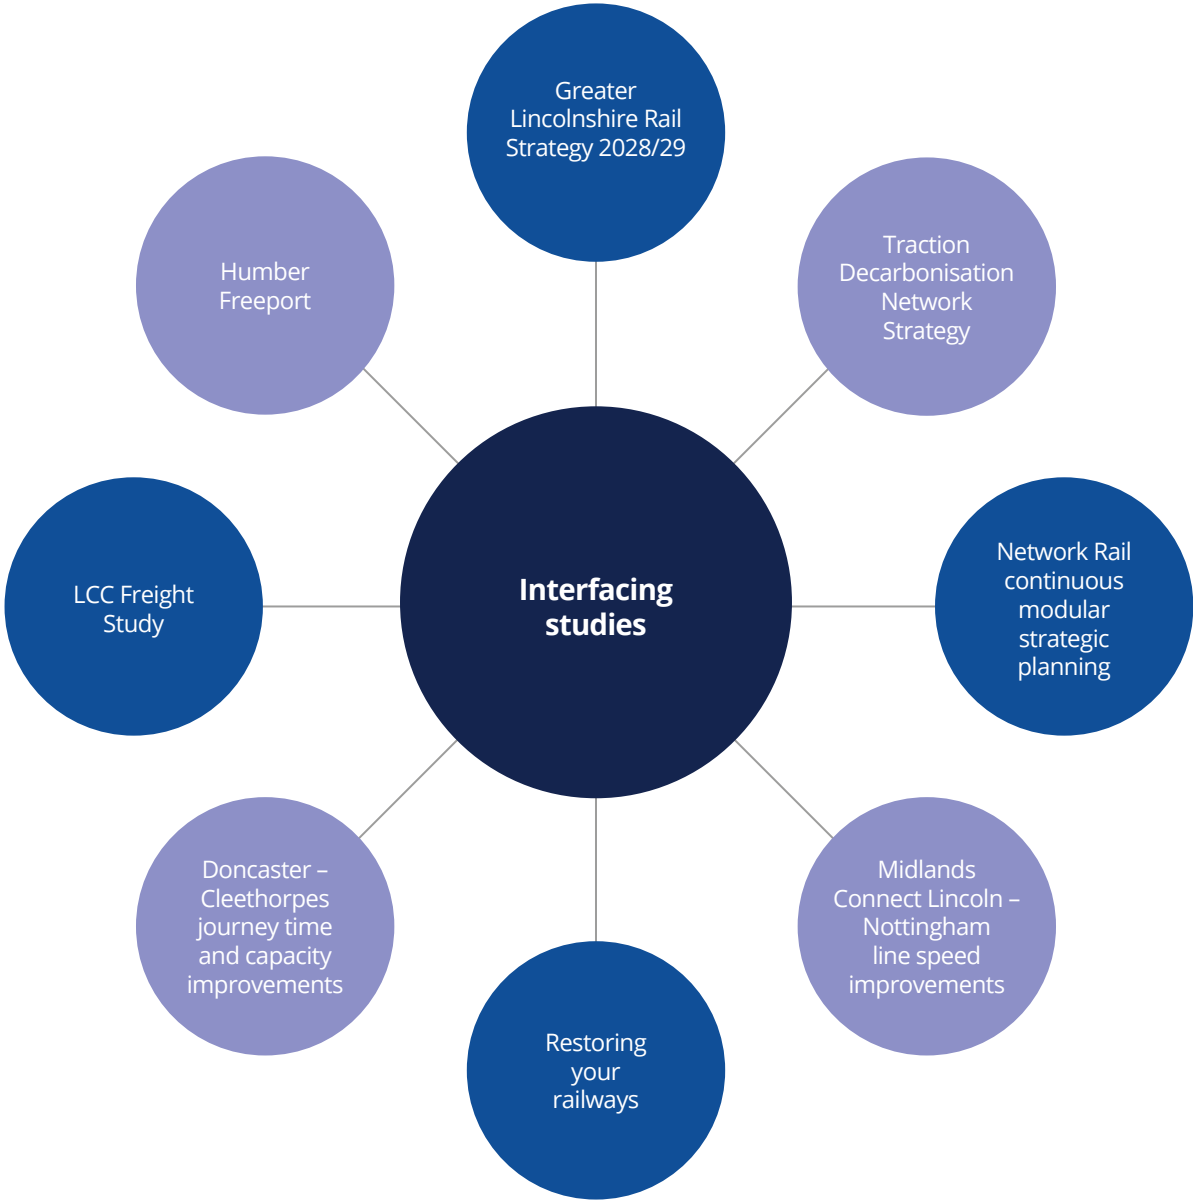 Greater
Lincolnshire Rail
Strategy 2028/29
Humber
Freeport
Traction
Decarbonisation
Network
Strategy
LCC Freight
Study
Interfacing
studies
Network Rail
continuous
modular
strategic
planning
Doncaster –
Cleethorpes
journey time
and capacity
improvements
Midlands
Connect Lincoln –
Nottingham
line speed
improvements
Restoring
your
railways